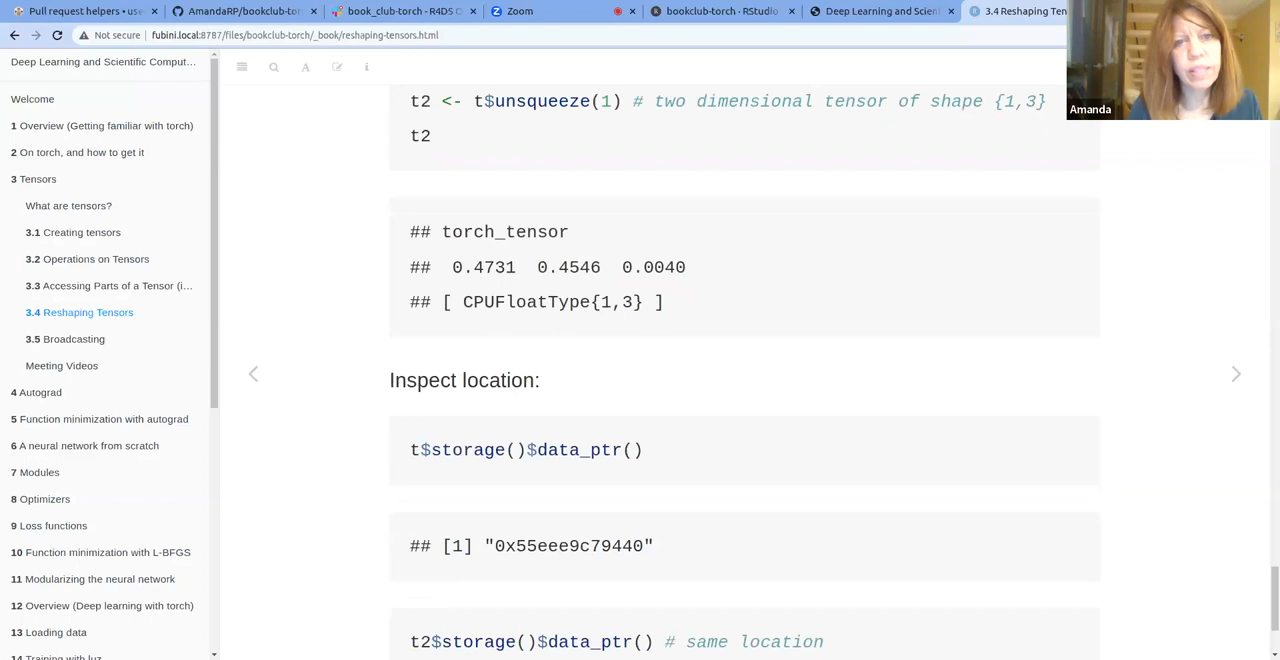 Pull request helpers • use
AmandaRP/bookclub-tor
book_club-torch - R4DS O
Zoom
bookclub-torch - RStudio
Deep Learning and Scient
3.4 Reshaping Ten
Not secure
fubini.local:8787/files/bookclub-torch/_book/reshaping-tensors.html
Amanda
Deep Learning and Scientific Comput...
Welcome
1 Overview (Getting familiar with torch)
2 On torch, and how to get it
3 Tensors
What are tensors?
3.1 Creating tensors
3.2 Operations on Tensors
3.3 Accessing Parts of a Tensor (i...
3.4 Reshaping Tensors
3.5 Broadcasting
Meeting Videos
4 Autograd
5 Function minimization with autograd
6 A neural network from scratch
7 Modules
8 Optimizers
9 Loss functions
10 Function minimization with L-BFGS
11 Modularizing the neural network
12 Overview (Deep learning with torch)
13 Loading data
14 Training with luz
t2 <- t$unsqueeze(1) # two dimensional tensor of shape {1,3}
t2
## torch_tensor
## 0.4731 0.4546 0.0040
## [ CPUFloatType{1,3} ]
Inspect location:
t$storage()$data_ptr()
## [1] "0x55eee9c79440"
t2$storage()$data_ptr() # same location